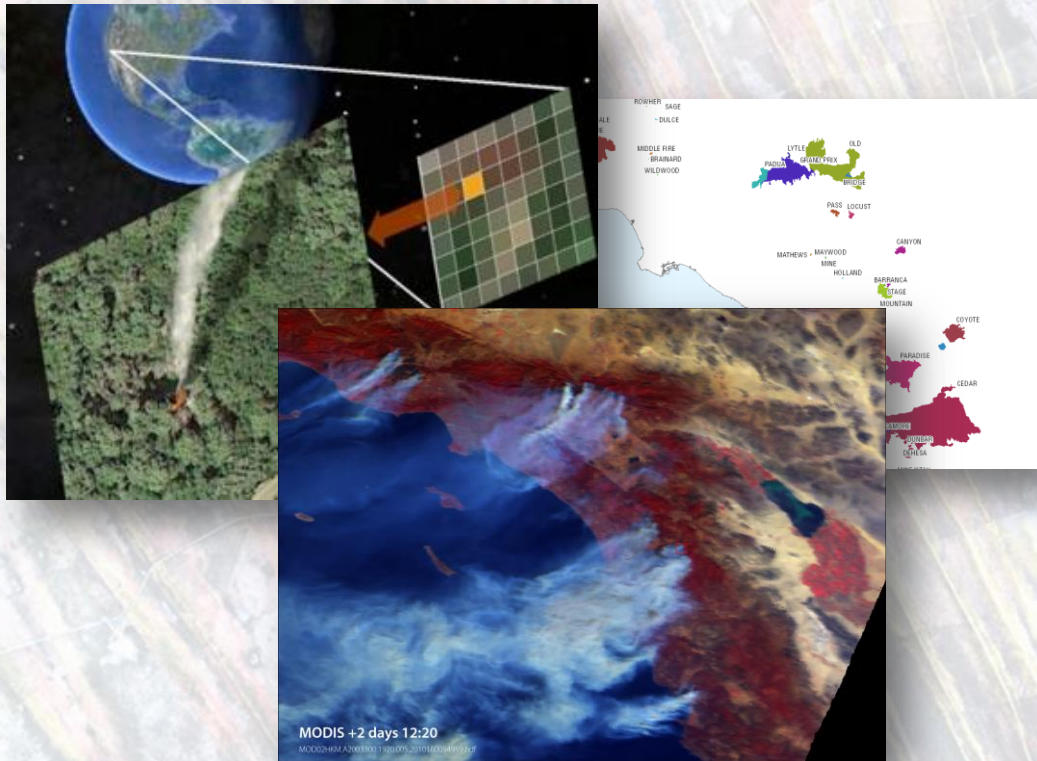 ROWHER
SAGE
ALE
DULCE
MIDDLE FIRE
BRAINARD
WILDWOOD
OLD
LYTLE
GRAND PRIX
PADUA
BRIDGE
PASS
LOCUST
CANYON
MATHEWS
MAYWOOD
MINE
HOLLAND
BARRANCA
STAGE
MOUNTAIN
COYOTE
PARADISE
CEDAR
DUNBAR
DEHESA
MODIS +2 days 12:20